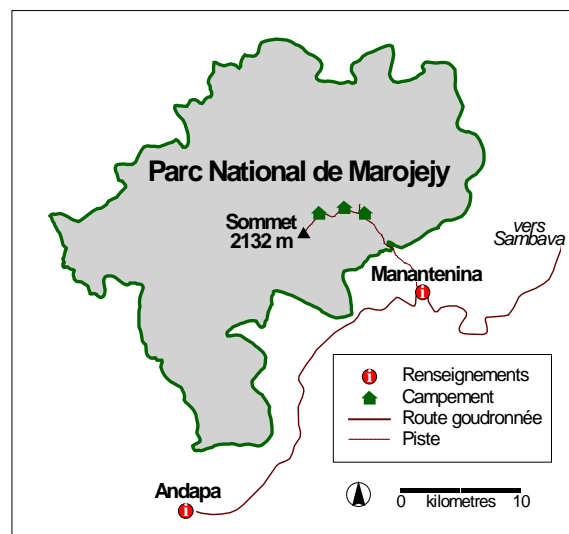 Parc National de Marojejy
Sommet
2132 m
vers
Sambava
Manantenina
i
i Renseignements
Campement
Route goudronnée
Piste
Andapa
i
0 kilometres 10